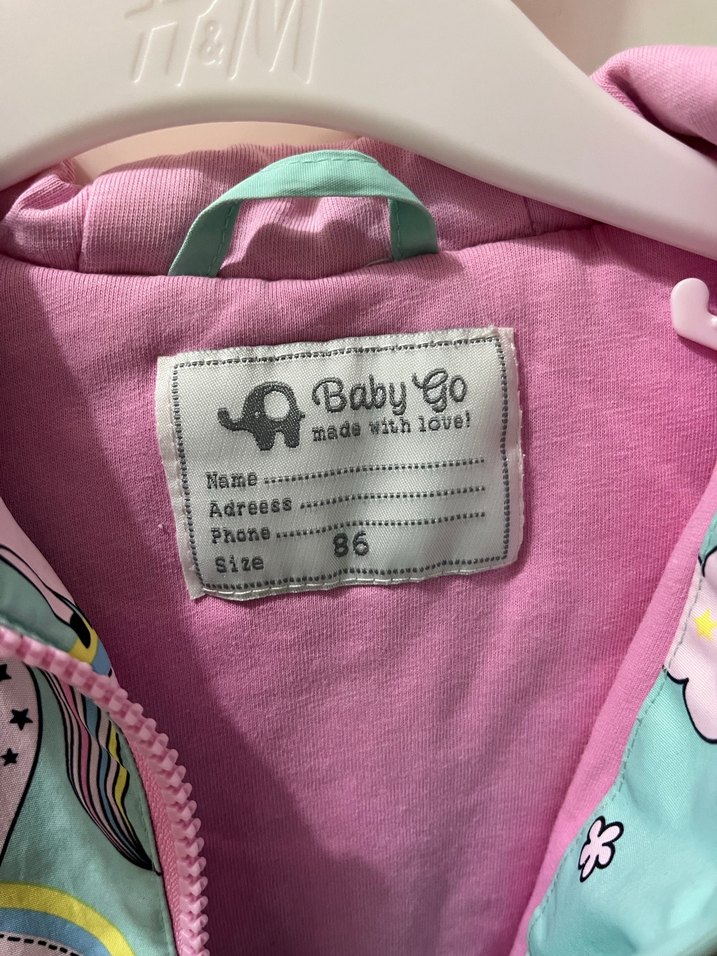 H&M
Baby Go
made with love!
Name
Adreess
Phone
Size 86